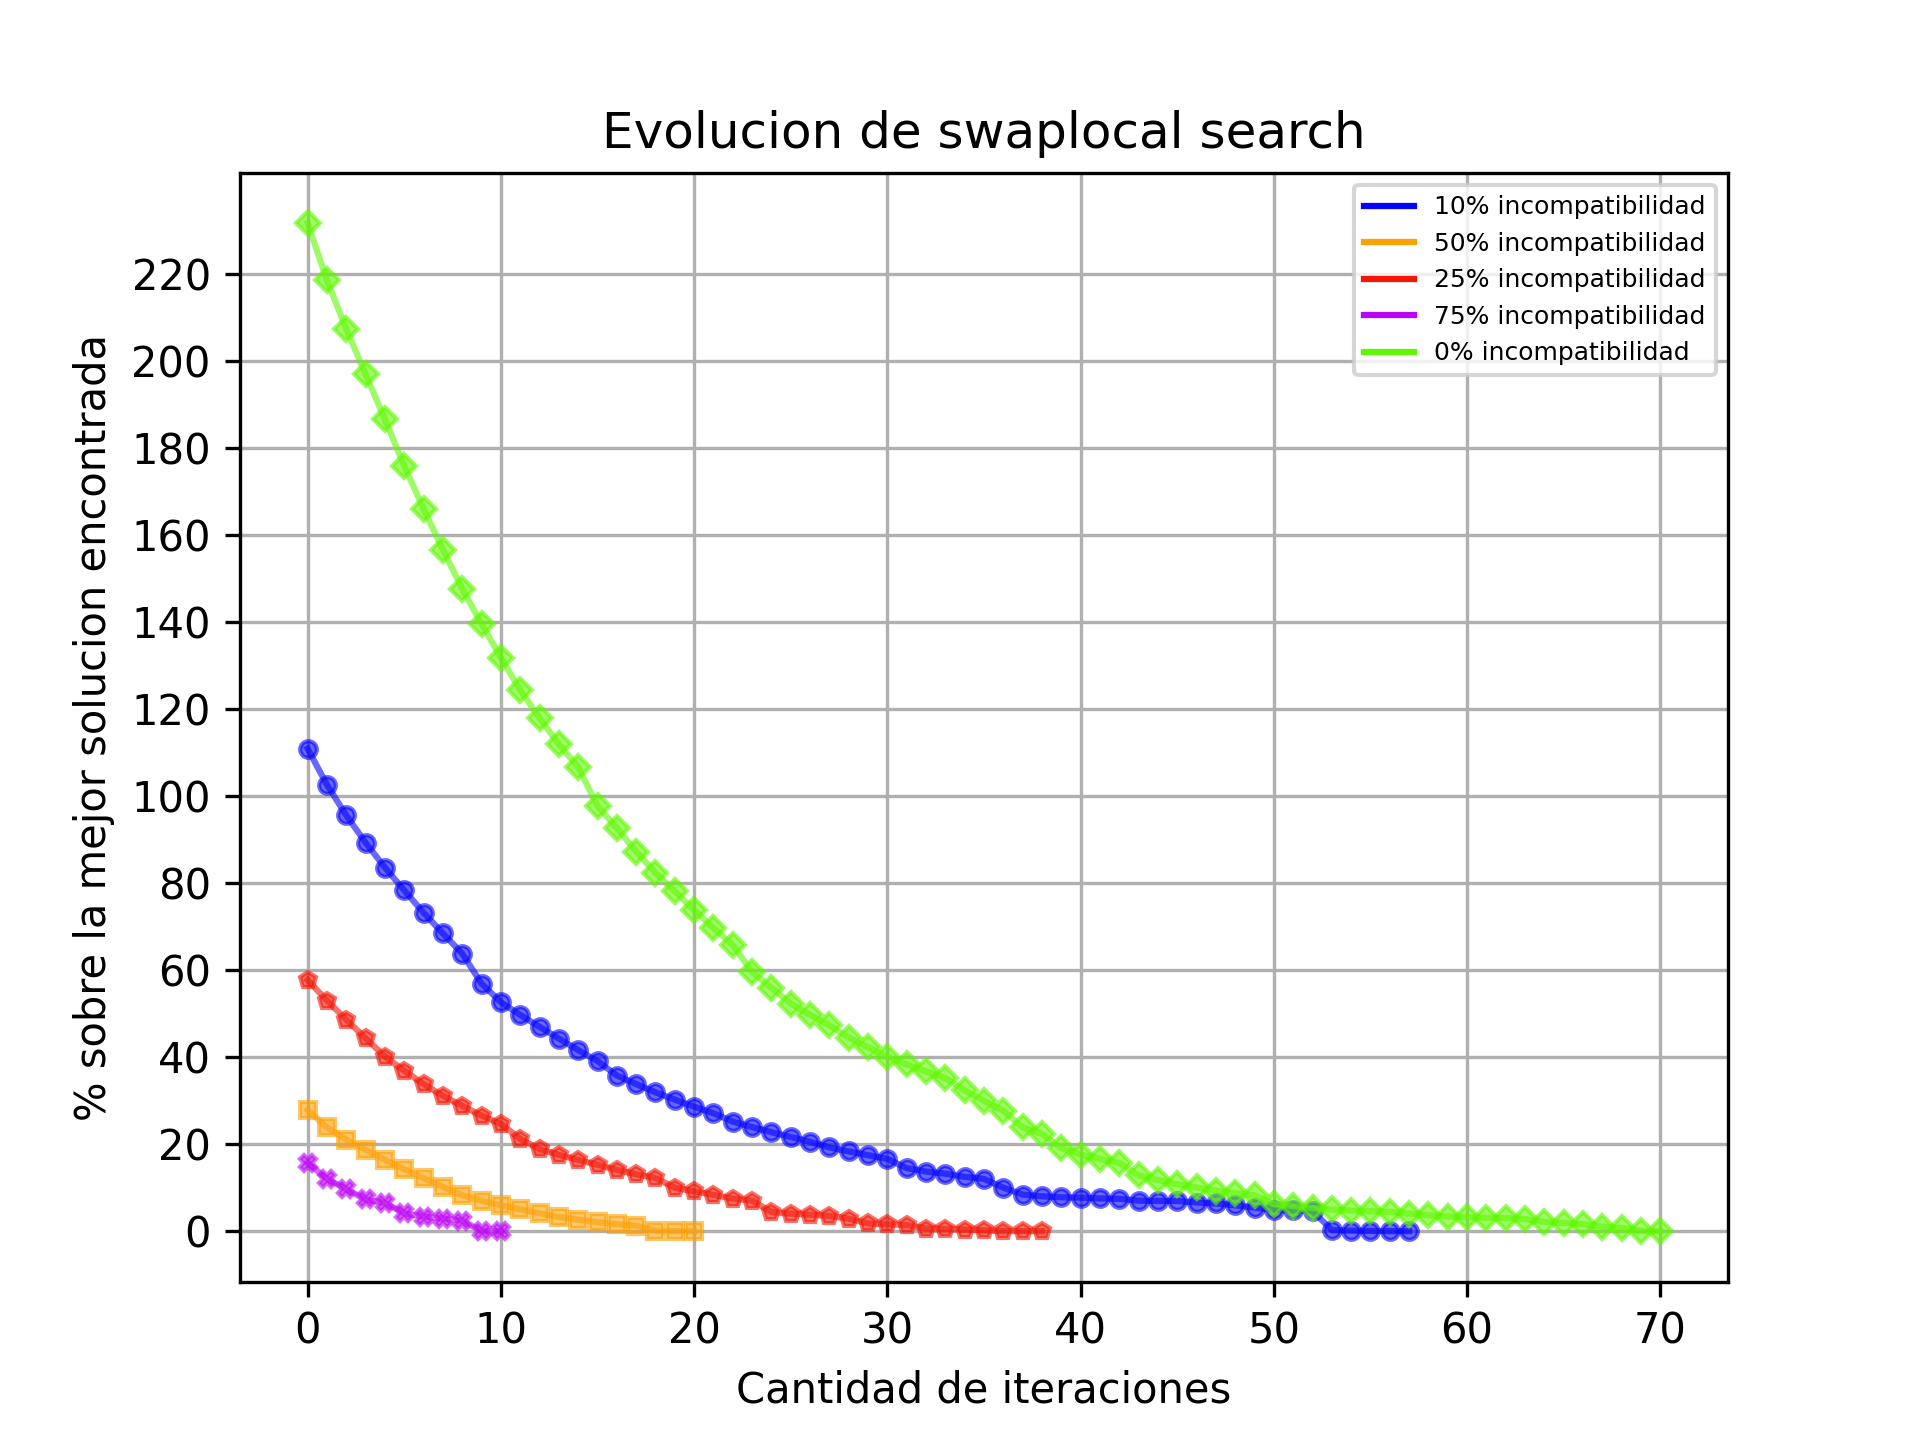 Evolucion de swaplocal search
10% incompatibilidad
50% incompatibilidad
25% incompatibilidad
75% incompatibilidad
0% incompatibilidad
% sobre la mejor solucion encontrada
220
200
180
160
140
120
100
80
60
40
20
0
0 10 20 30 40 50 60 70
Cantidad de iteraciones